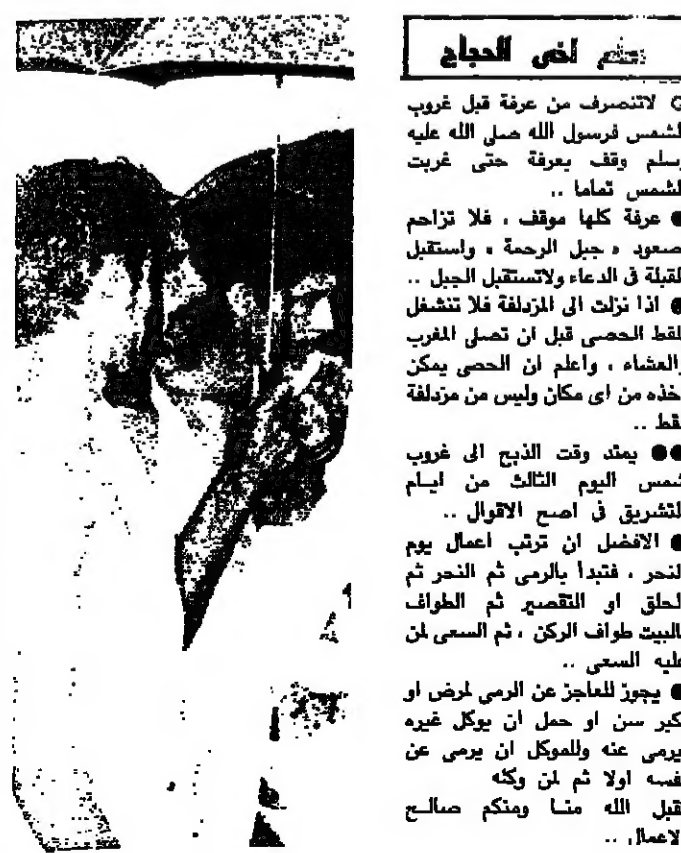 اخى الحاج
لاتنصرف من عرفة قبل غروب
الشمس فرسول الله صلى الله عليه
وسلم وقف بعرفة حتى غربت
الشمس تماما ..
● عرفة كلها موقف ، فلا تزاحم
صعود « جبل الرحمة » واستقبل
القبلة فى الدعاء ولاتستقبل الجبل ..
● اذا نزلت الى المزدلفة فلا تنشغل
بلقط الحصى قبل ان تصلى المغرب
والعشاء ، واعلم ان الحصى يمكن
اخذه من اى مكان وليس من مزدلفة
فقط ..
●● يمتد وقت الذبح الى غروب
شمس اليوم الثالث من ايام
التشريق فى اصح الاقوال ..
● الافضل ان ترتب اعمال يوم
النحر ، فتبدأ بالرمى ثم النحر ثم
الحلق او التقصير ثم الطواف
بالبيت طواف الركن ، ثم السعى لمن
عليه السعى ..
● يجوز للعاجز عن الرمى لمرض او
كبر سن او حمل ان يوكل غيره
يرمى عنه وللموكل ان يرمى عن
نفسه اولا ثم لمن وكله
تقبل الله منا ومنكم صالح
الاعمال ..